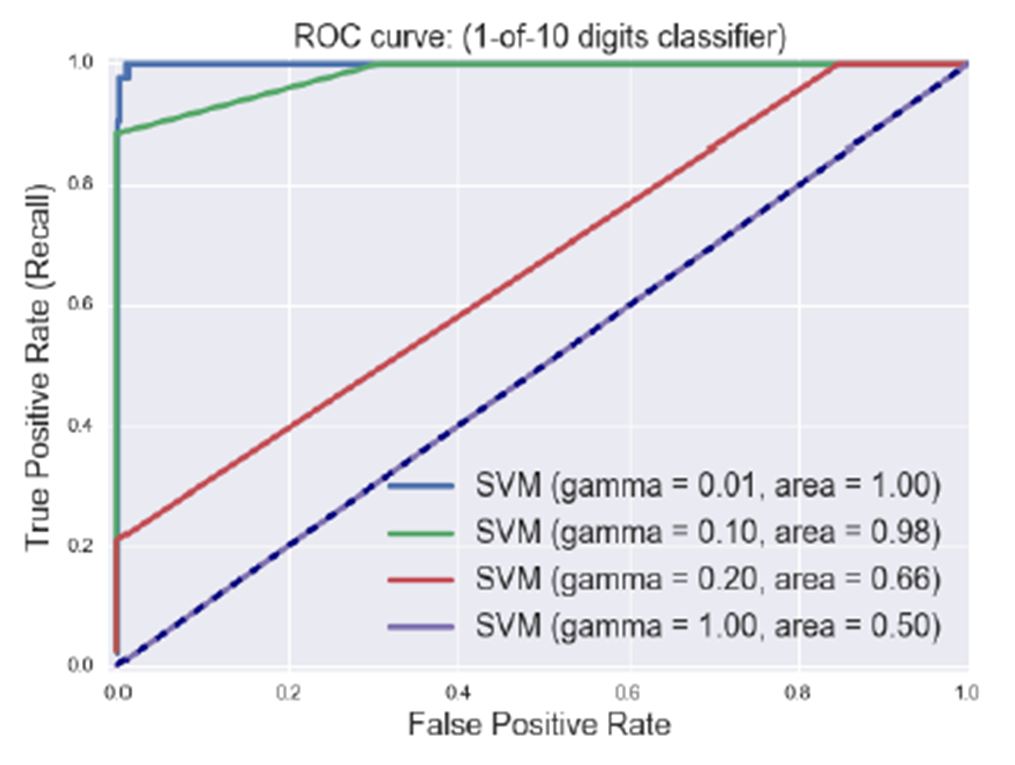 ROC curve: (1-of-10 digits classifier)
1.0
0.8
0.6
0.4
0.2
0.0
True Positive Rate (Recall)
SVM (gamma = 0.01, area = 1.00)
SVM (gamma = 0.10, area = 0.98)
SVM (gamma = 0.20, area = 0.66)
SVM (gamma = 1.00, area = 0.50)
0.0 0.2 0.4 0.6 0.8 1.0
False Positive Rate